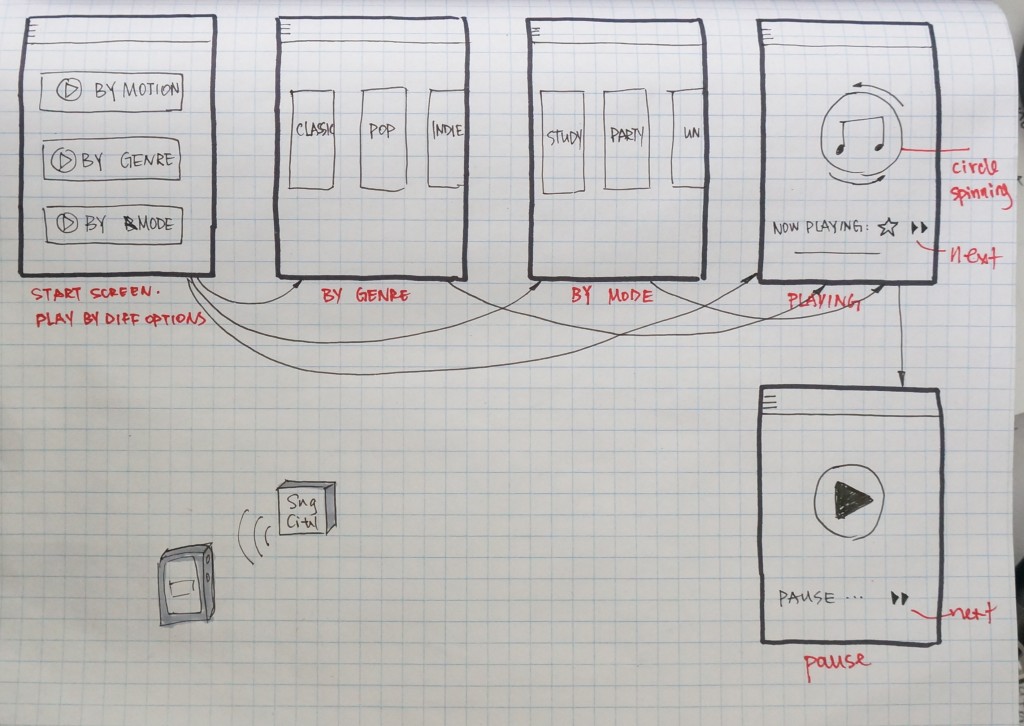 BY MOTION
BY GENRE
BY MODE
START SCREEN.
PLAY BY DIFF OPTIONS
CLASSIC
POP
INDIE
BY GENRE
STUDY
PARTY
UN
BY MODE
NOW PLAYING:
circle
spinning
next
PLAYING
PAUSE ...
next
pause
Sng